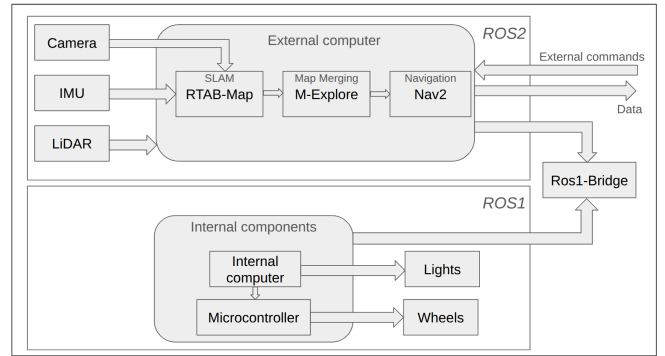 ROS2
Camera
External computer
External commands
SLAM
RTAB-Map
Map Merging
M-Explore
Navigation
Nav2
IMU
Data
LiDAR
Ros1-Bridge
ROS1
Internal components
Internal
computer
Lights
Microcontroller
Wheels